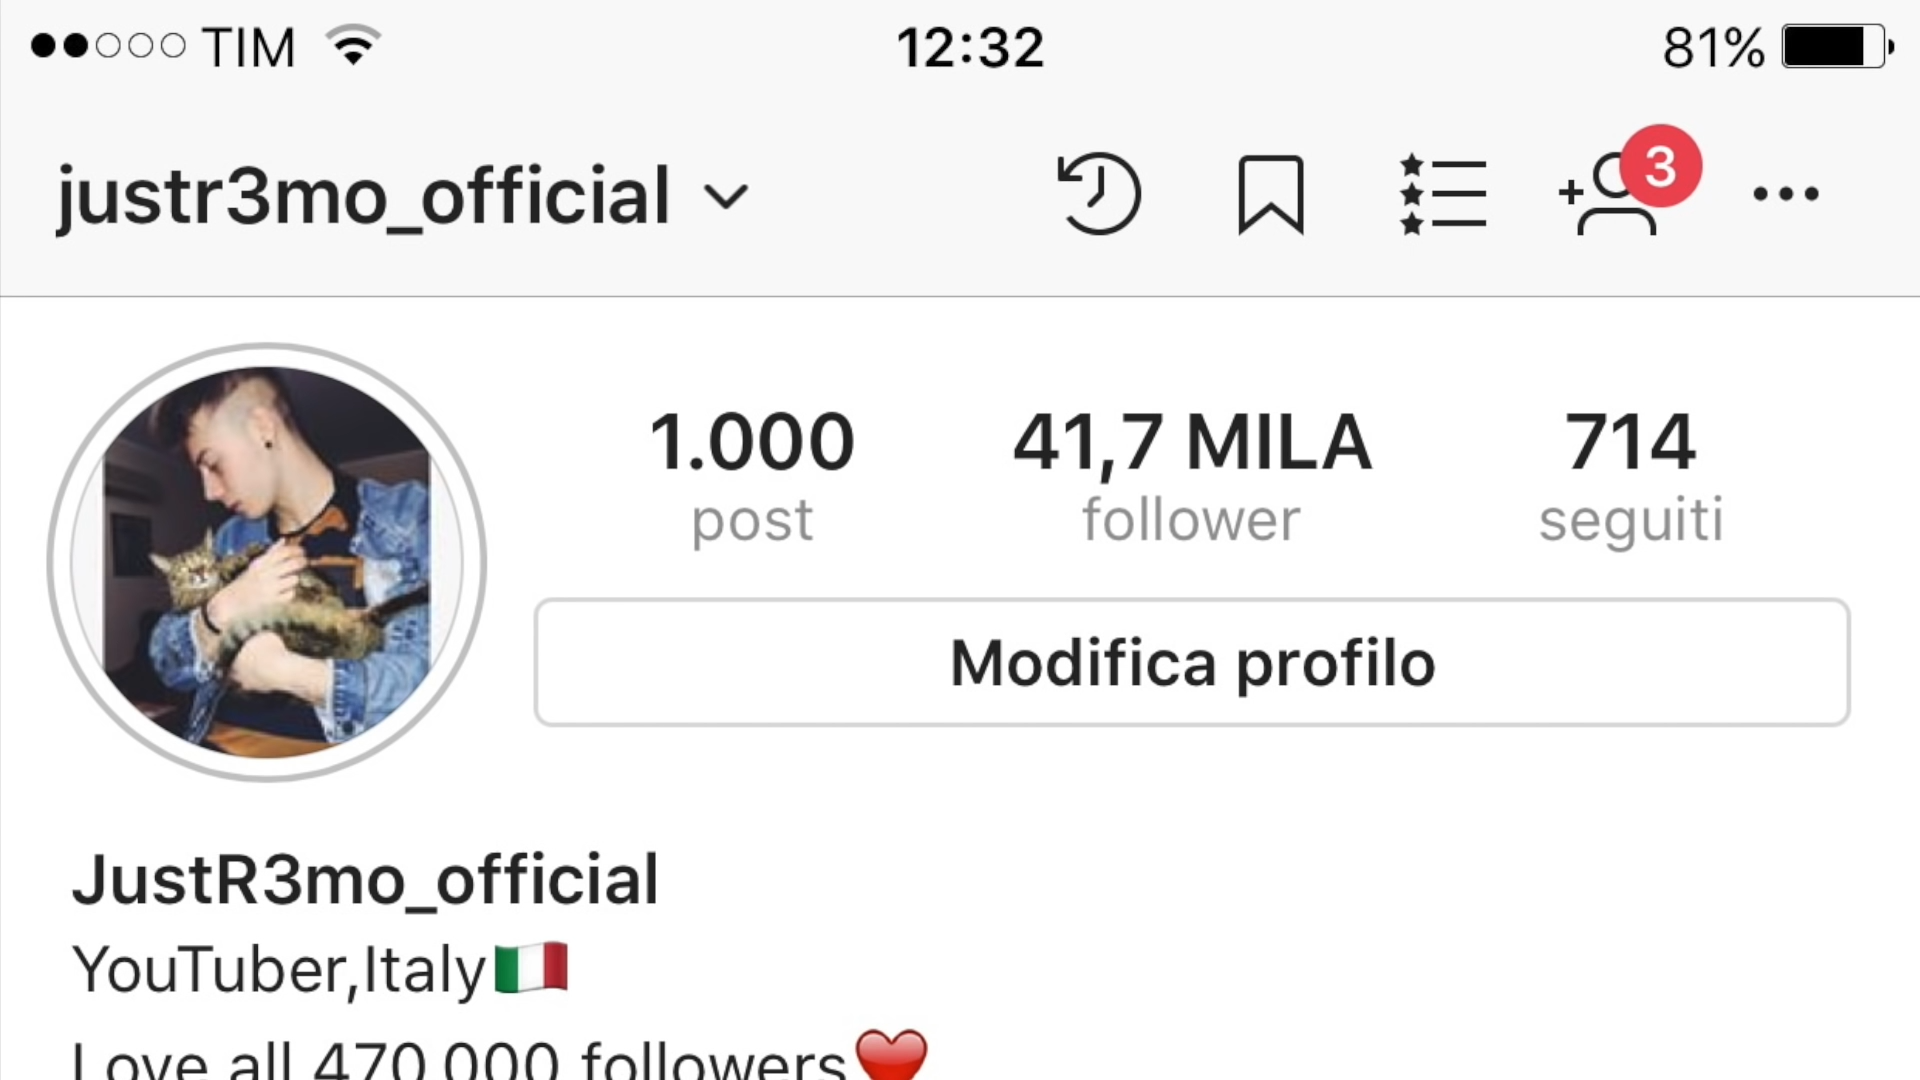 TIM 12:32 81%
justr3mo_official 3
1.000 41,7 MILA 714
post follower seguiti
Modifica profilo
JustR3mo_official
YouTuber,Italy🇮🇹
Love all 470.000 followers❤️